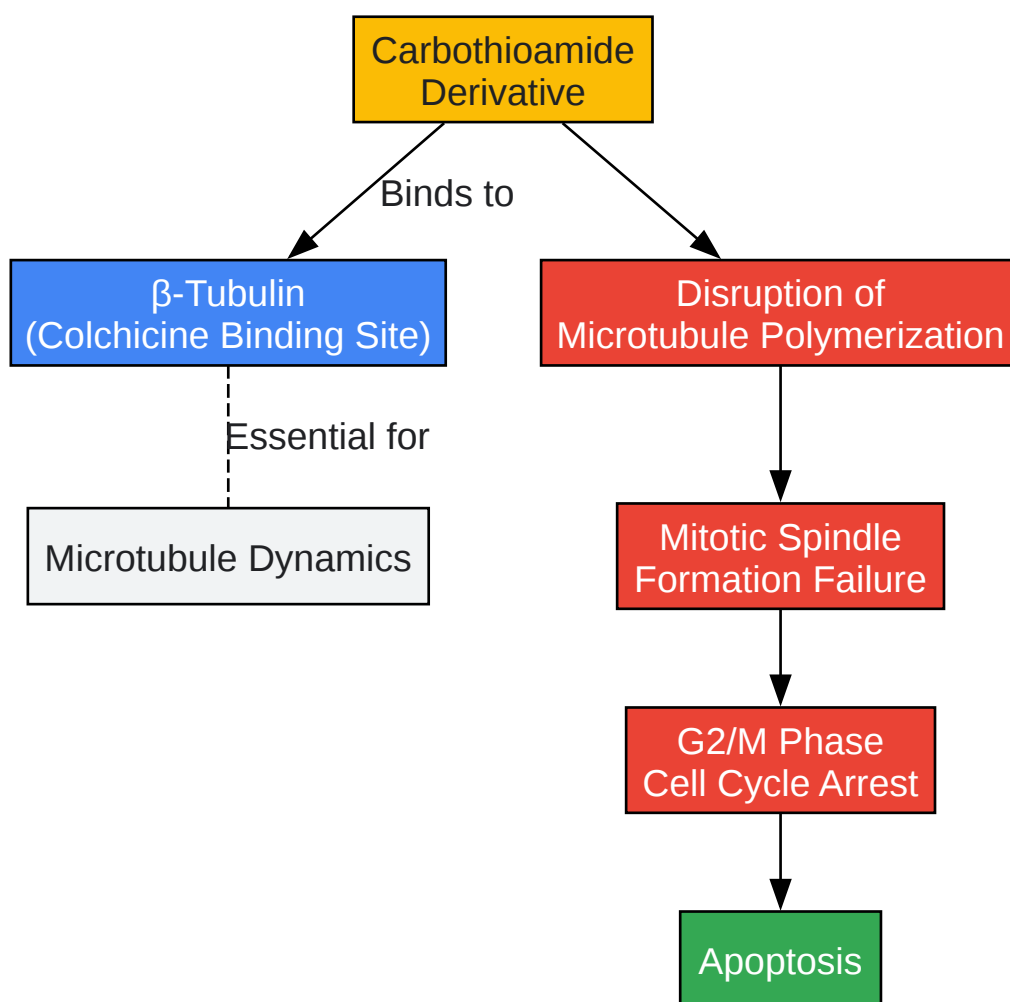 Carbothioamide
Derivative
Binds to
β-Tubulin
(Colchicine Binding Site)
Disruption of
Microtubule Polymerization
Essential for
Microtubule Dynamics
Mitotic Spindle
Formation Failure
G2/M Phase
Cell Cycle Arrest
Apoptosis